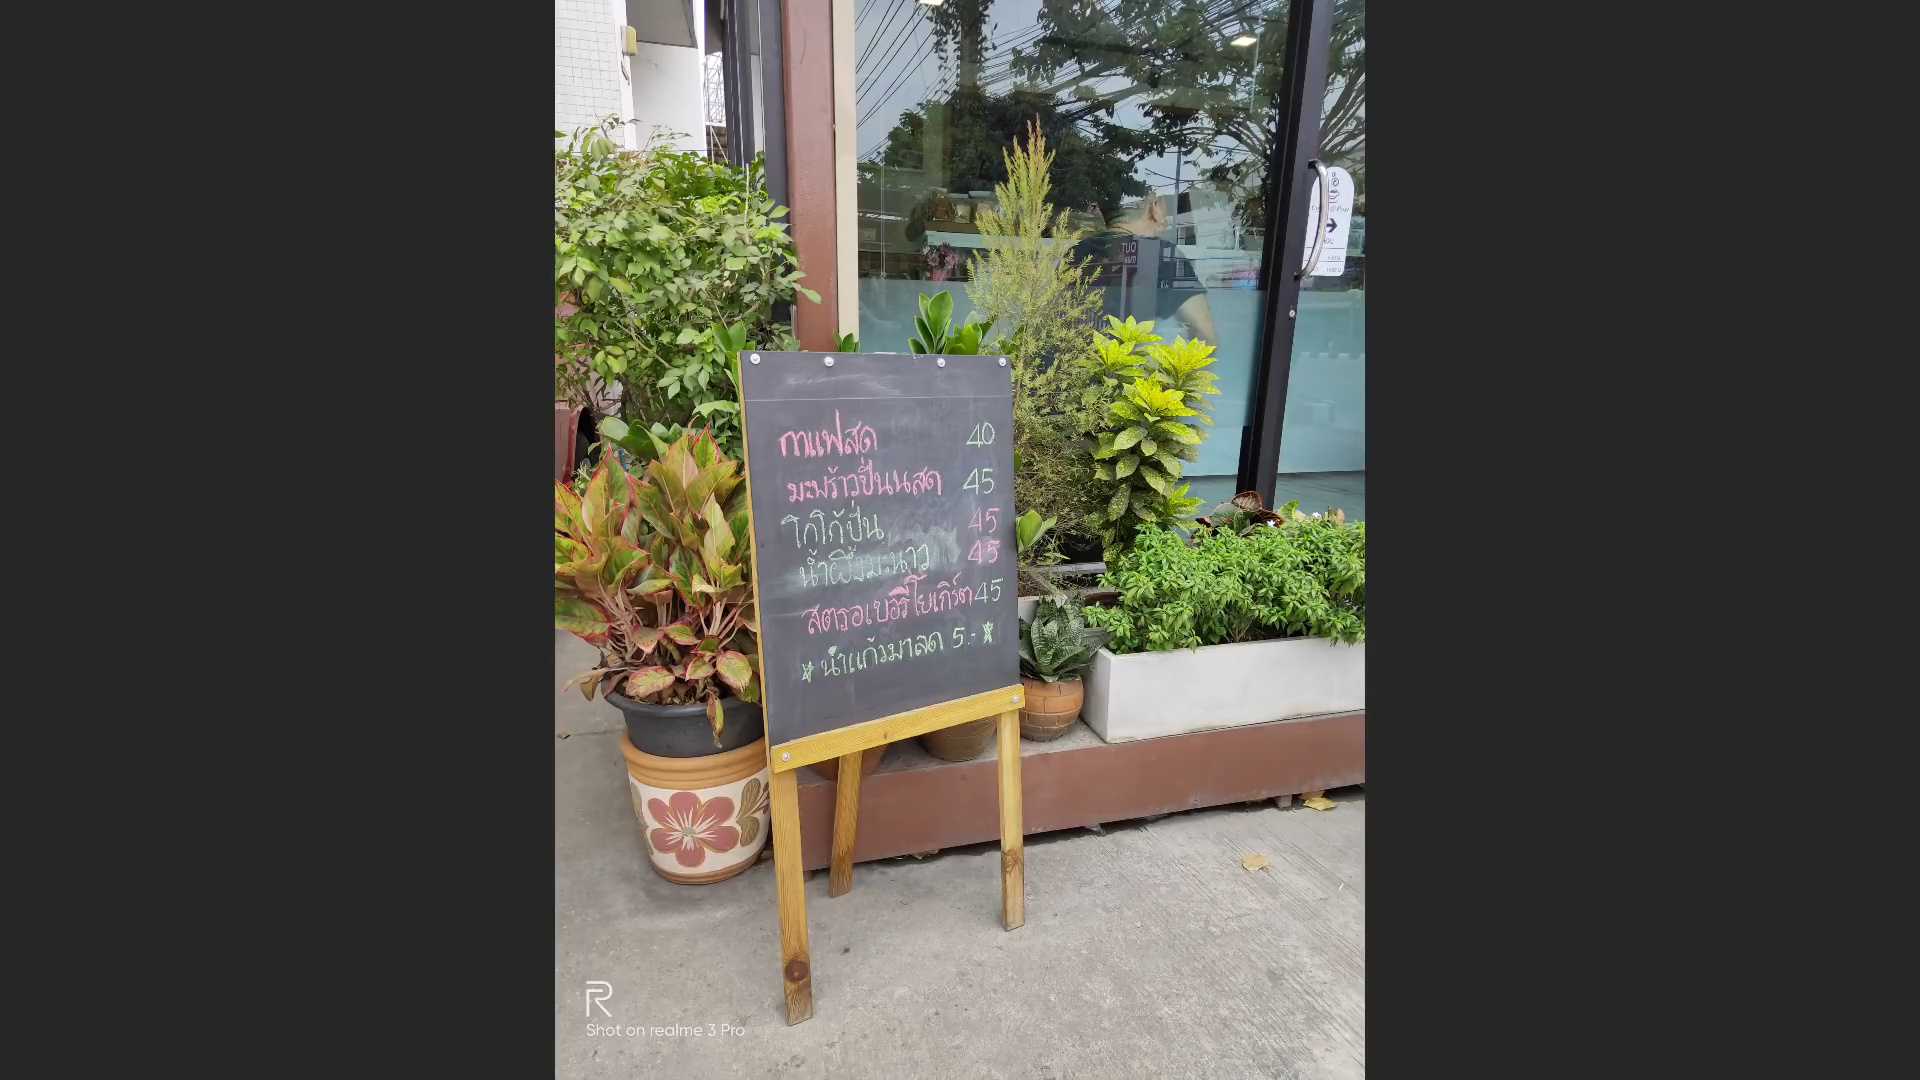 OUT
กาแฟสด 40
มะพร้าวปั่นนสด 45
โกโก้ปั่น 45
น้ำผึ้งมะนาว 45
สตรอเบอรี่โยเกิร์ต 45
* นำแก้วมาลด 5.- *
R
Shot on realme 3 Pro